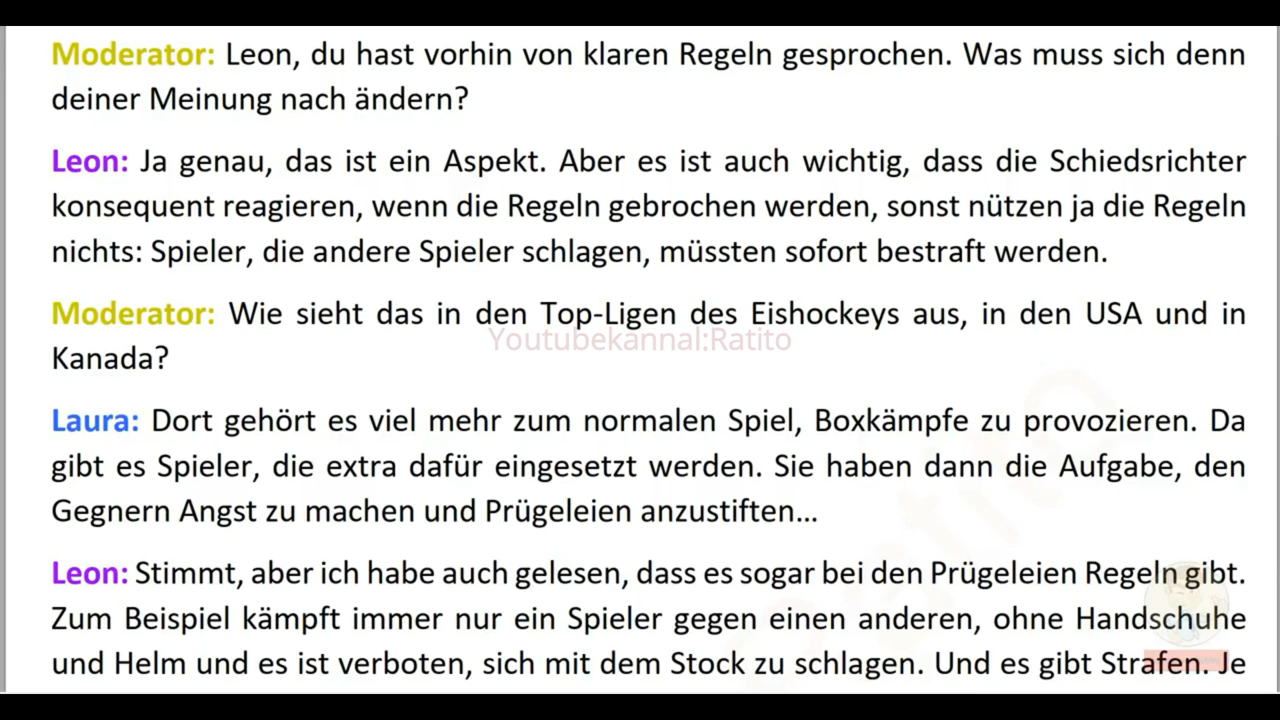 Moderator: Leon, du hast vorhin von klaren Regeln gesprochen. Was muss sich denn
deiner Meinung nach ändern?
Leon: Ja genau, das ist ein Aspekt. Aber es ist auch wichtig, dass die Schiedsrichter
konsequent reagieren, wenn die Regeln gebrochen werden, sonst nützen ja die Regeln
nichts: Spieler, die andere Spieler schlagen, müssten sofort bestraft werden.
Moderator: Wie sieht das in den Top-Ligen des Eishockeys aus, in den USA und in
Youtubekannal:Ratito
Kanada?
Laura: Dort gehört es viel mehr zum normalen Spiel, Boxkämpfe zu provozieren. Da
gibt es Spieler, die extra dafür eingesetzt werden. Sie haben dann die Aufgabe, den
Gegnern Angst zu machen und Prügeleien anzustiften...
Leon: Stimmt, aber ich habe auch gelesen, dass es sogar bei den Prügeleien Regeln gibt.
Zum Beispiel kämpft immer nur ein Spieler gegen einen anderen, ohne Handschuhe
und Helm und es ist verboten, sich mit dem Stock zu schlagen. Und es gibt Strafen. Je